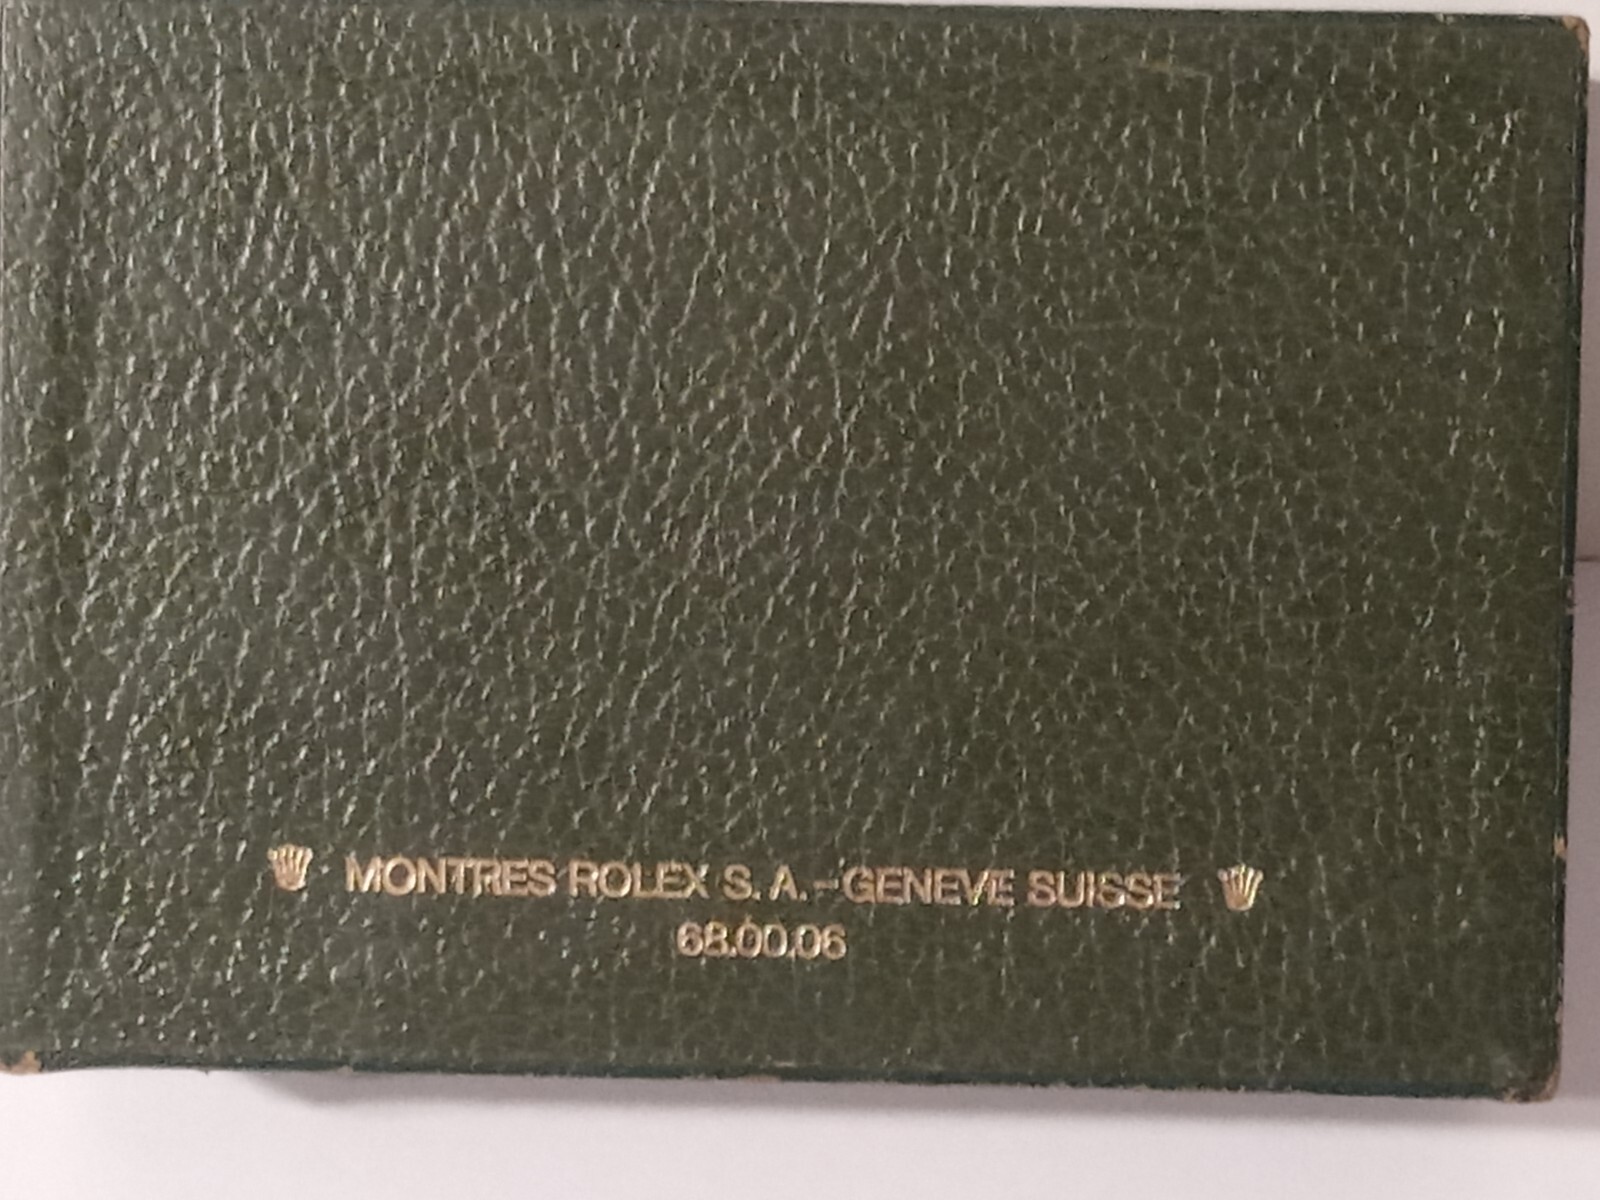 MONTRES ROLEX S.A.-GENEVE SUISSE
68.00.06